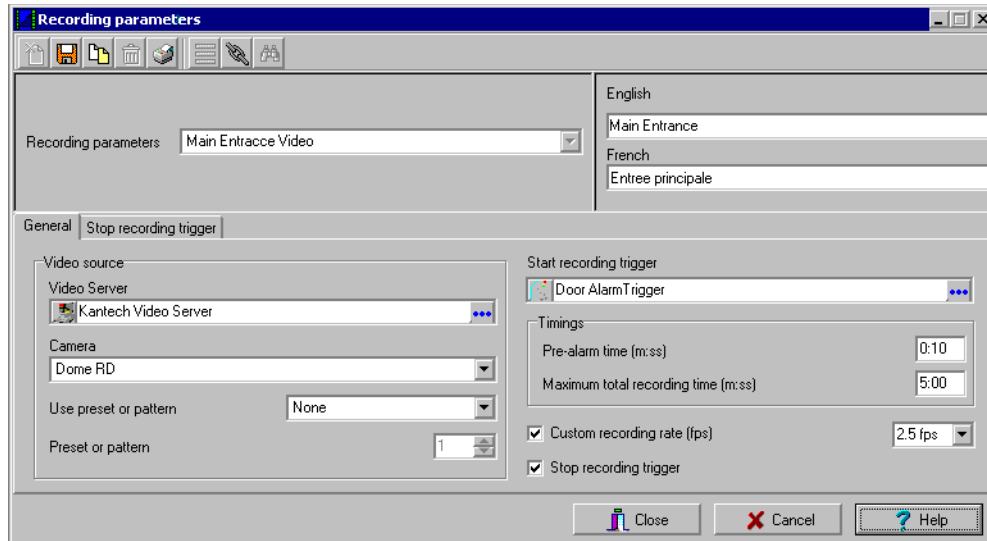 Recording parameters
English
Recording parameters
Main Entracce Video
Main Entrance
French
Entree principale
General
Stop recording trigger
Video source
Video Server
Kantech Video Server
Camera
Dome RD
Use preset or pattern
None
Preset or pattern
1
Start recording trigger
Door AlarmTrigger
Timings
Pre-alarm time (m:ss)
0:10
Maximum total recording time (m:ss)
5:00
Custom recording rate (fps)
2.5 fps
Stop recording trigger
Close
Cancel
Help